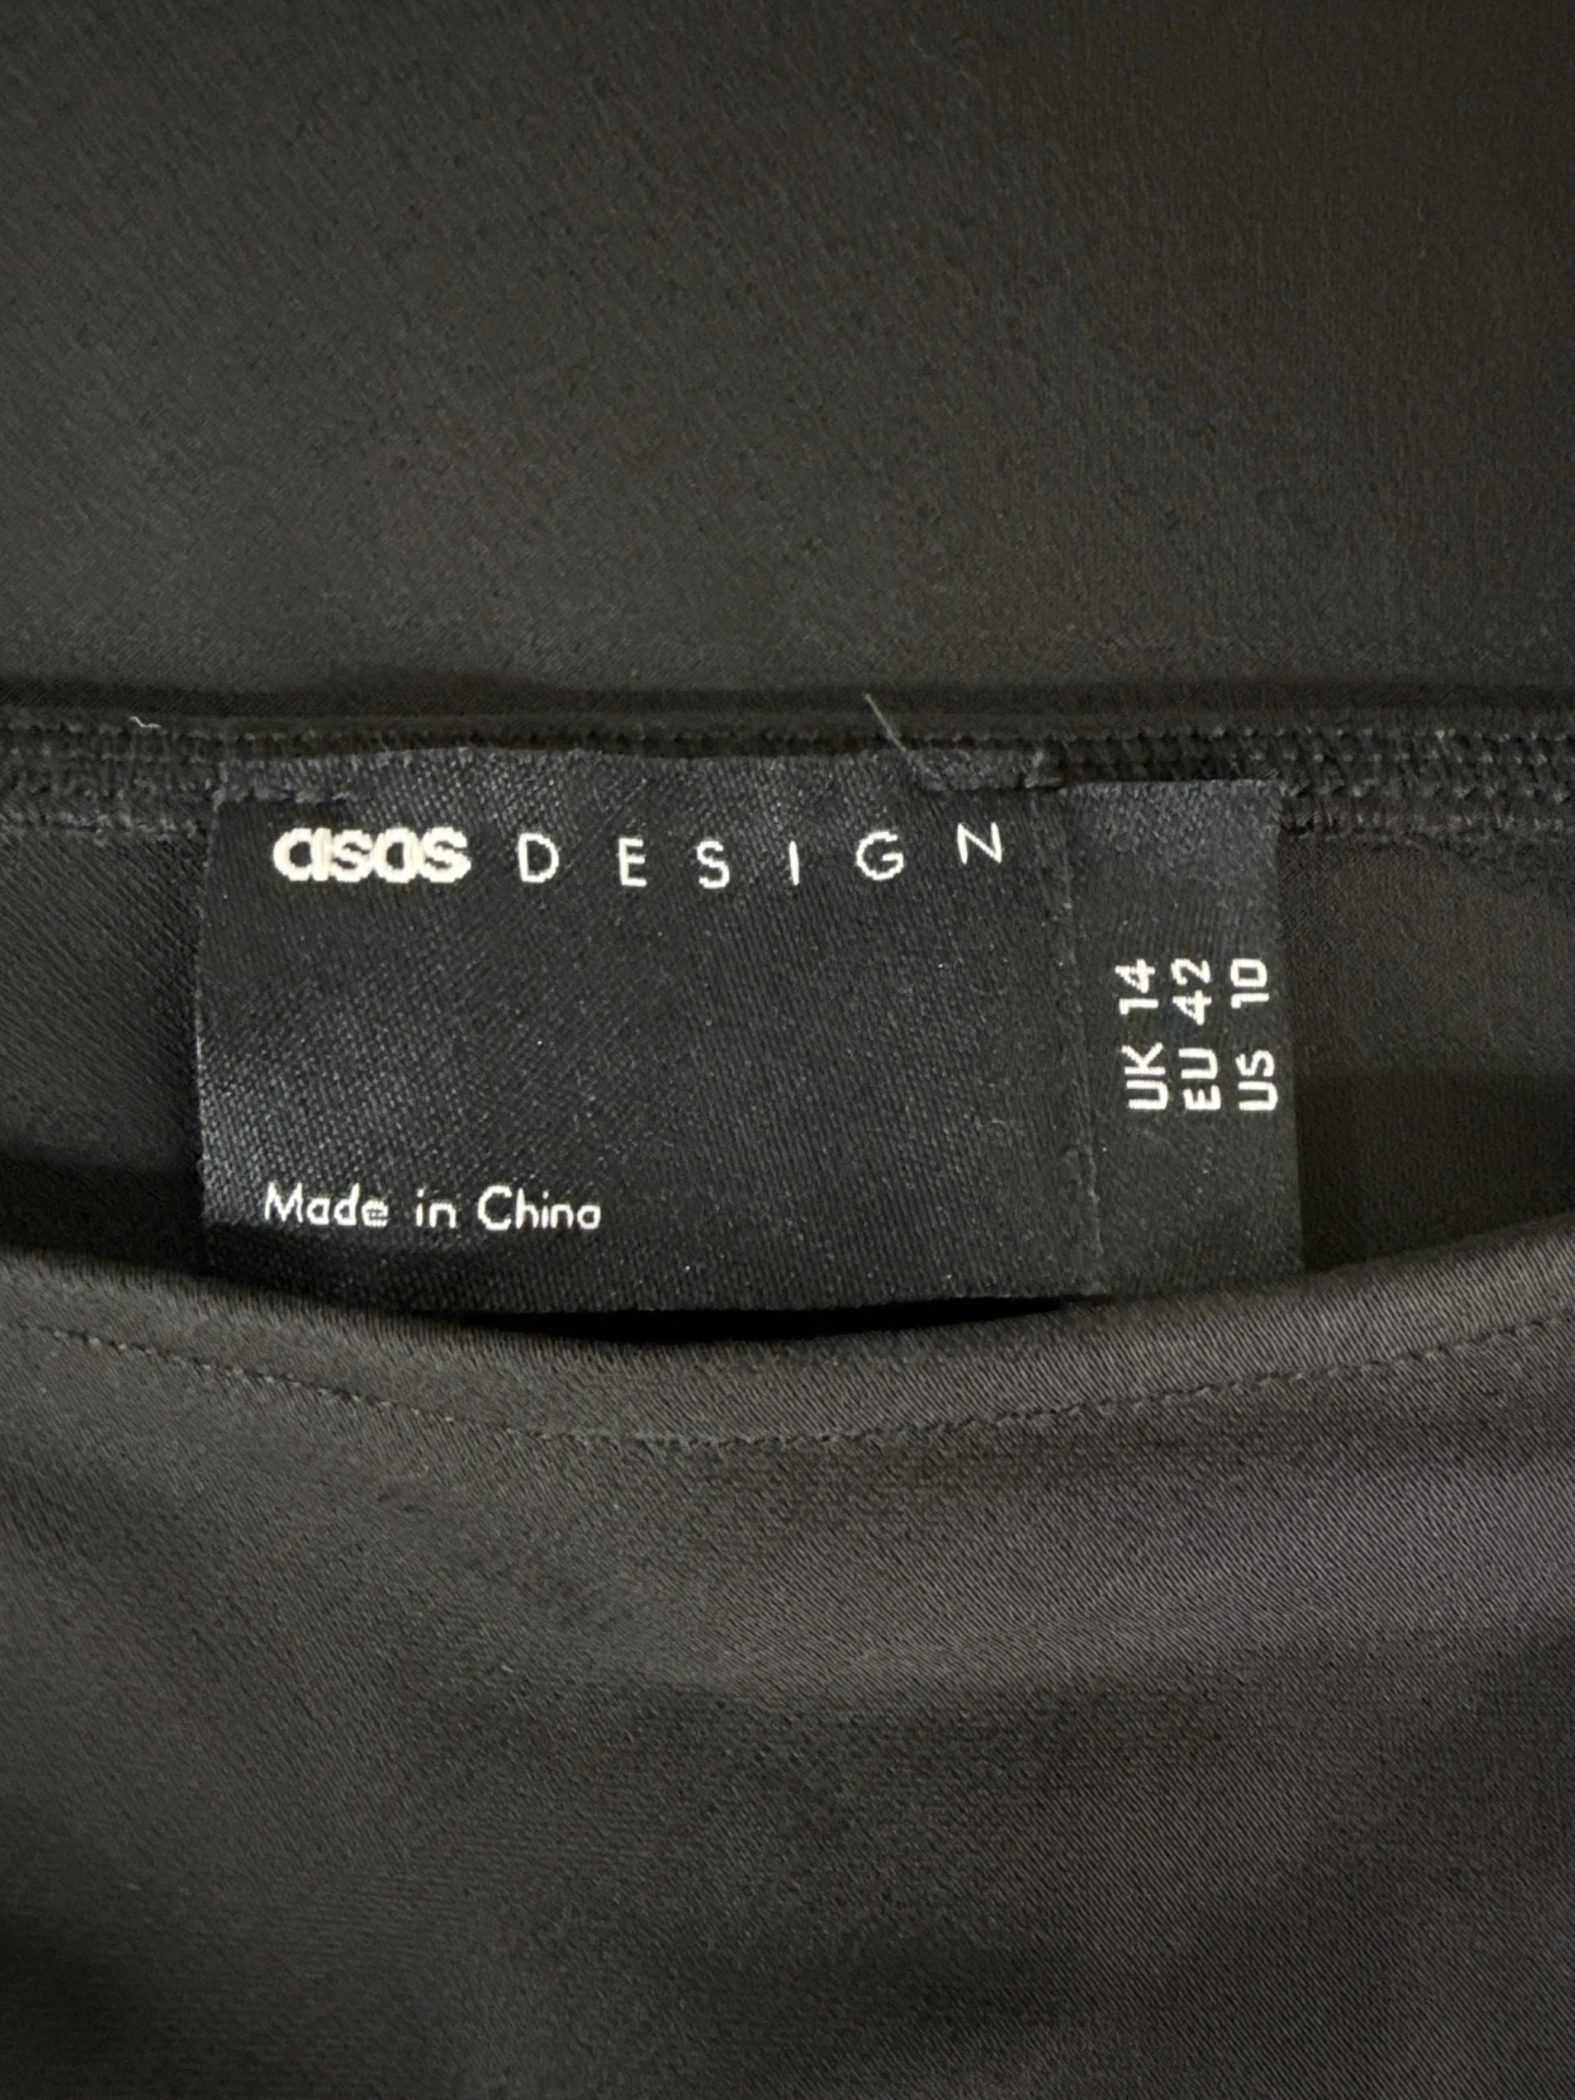 asos DESIGN
Made in China
UK 14
EU 42
US 10